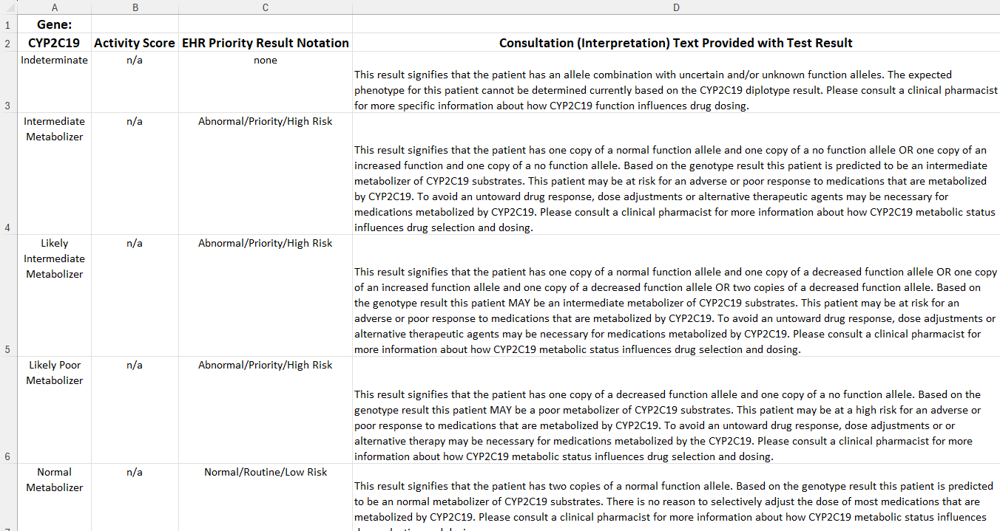 A B C D
1 Gene:
2 CYP2C19 Activity Score EHR Priority Result Notation Consultation (Interpretation) Text Provided with Test Result
Indeterminate n/a none
This result signifies that the patient has an allele combination with uncertain and/or unknown function alleles. The expected
phenotype for this patient cannot be determined currently based on the CYP2C19 diplotype result. Please consult a clinical pharmacist
3 for more specific information about how CYP2C19 function influences drug dosing.
Intermediate n/a Abnormal/Priority/High Risk
Metabolizer
This result signifies that the patient has one copy of a normal function allele and one copy of a no function allele OR one copy of an
increased function and one copy of a no function allele. Based on the genotype result this patient is predicted to be an intermediate
metabolizer of CYP2C19 substrates. This patient may be at risk for an adverse or poor response to medications that are metabolized
by CYP2C19. To avoid an untoward drug response, dose adjustments or alternative therapeutic agents may be necessary for
medications metabolized by CYP2C19. Please consult a clinical pharmacist for more information about how CYP2C19 metabolic status
4 influences drug selection and dosing.
Likely n/a Abnormal/Priority/High Risk
Intermediate
Metabolizer
This result signifies that the patient has one copy of a normal function allele and one copy of a decreased function allele OR one copy
of an increased function allele and one copy of a decreased function allele OR two copies of a decreased function allele. Based on
the genotype result this patient MAY be an intermediate metabolizer of CYP2C19 substrates. This patient may be at risk for an
adverse or poor response to medications that are metabolized by CYP2C19. To avoid an untoward drug response, dose adjustments or
alternative therapeutic agents may be necessary for medications metabolized by CYP2C19. Please consult a clinical pharmacist for
5 more information about how CYP2C19 metabolic status influences drug selection and dosing.
Likely Poor n/a Abnormal/Priority/High Risk
Metabolizer
This result signifies that the patient has one copy of a decreased function allele and one copy of a no function allele. Based on the
genotype result this patient MAY be a poor metabolizer of CYP2C19 substrates. This patient may be at a high risk for an adverse or
poor response to medications that are metabolized by CYP2C19. To avoid an untoward drug response, dose adjustments or or
alternative therapy may be necessary for medications metabolized by the CYP2C19. Please consult a clinical pharmacist for more
6 information about how CYP2C19 metabolic status influences drug selection and dosing.
Normal n/a Normal/Routine/Low Risk
Metabolizer
This result signifies that the patient has two copies of a normal function allele. Based on the genotype result this patient is predicted
to be an normal metabolizer of CYP2C19 substrates. There is no reason to selectively adjust the dose of most medications that are
metabolized by CYP2C19. Please consult a clinical pharmacist for more information about how CYP2C19 metabolic status influences